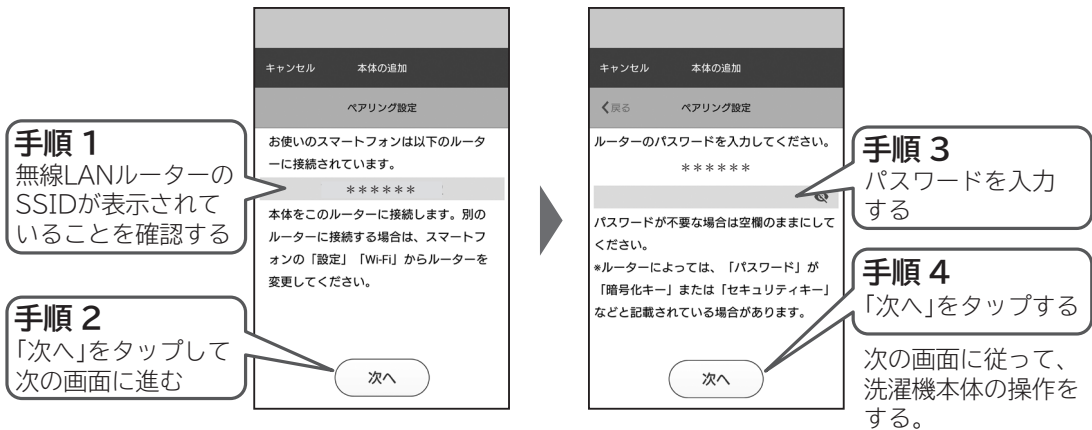 手順 1
無線LANルーターの
SSIDが表示されて
いることを確認する
手順 2
「次へ」をタップして
次の画面に進む
キャンセル 本体の追加
ペアリング設定
お使いのスマートフォンは以下のルータ
ーに接続されています。
******
本体をこのルーターに接続します。別の
ルーターに接続する場合は、スマートフ
ォンの「設定」「Wi-Fi」からルーターを
変更してください。
次へ
キャンセル 本体の追加
戻る ペアリング設定
ルーターのパスワードを入力してください。
******
パスワードが不要な場合は空欄のままにして
ください。
*ルーターによっては、「パスワード」が
「暗号化キー」または「セキュリティキー」
などと記載されている場合があります。
次へ
手順 3
パスワードを入力
する
手順 4
「次へ」をタップする
次の画面に従って、
洗濯機本体の操作を
する。